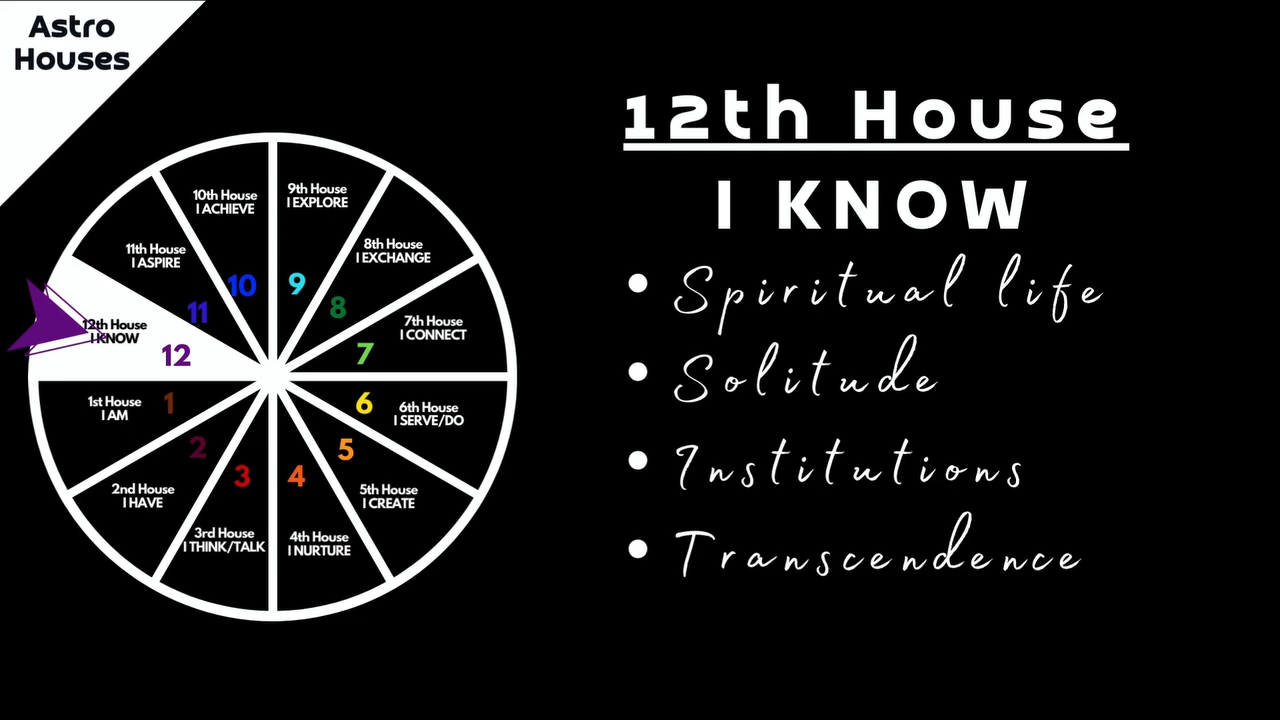 Astro
Houses
12th House
I KNOW
• Spiritual life
• Solitude
• Institutions
• Transcendence
10th House
I ACHIEVE
9th House
I EXPLORE
11th House
I ASPIRE
8th House
I EXCHANGE
12th House
I KNOW
7th House
I CONNECT
1st House
I AM
6th House
I SERVE/DO
2nd House
I HAVE
5th House
I CREATE
3rd House
I THINK/TALK
4th House
I NURTURE
10
9
11
8
12
7
1
6
2
5
3
4